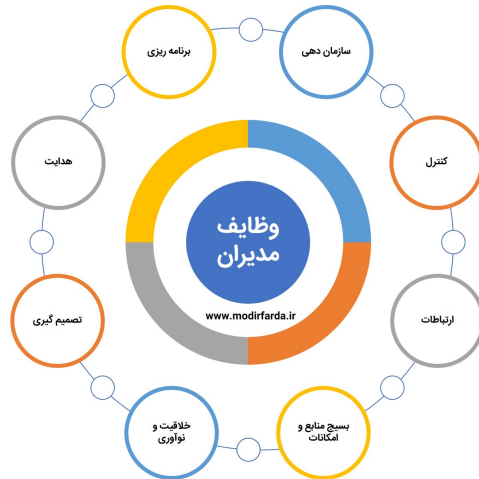 سازمان دهی
برنامه ریزی
کنترل
هدایت
وظایف
مدیران
www.modirfarda.ir
ارتباطات
تصمیم گیری
بسیج منابع و
امکانات
خلاقیت و
نوآوری